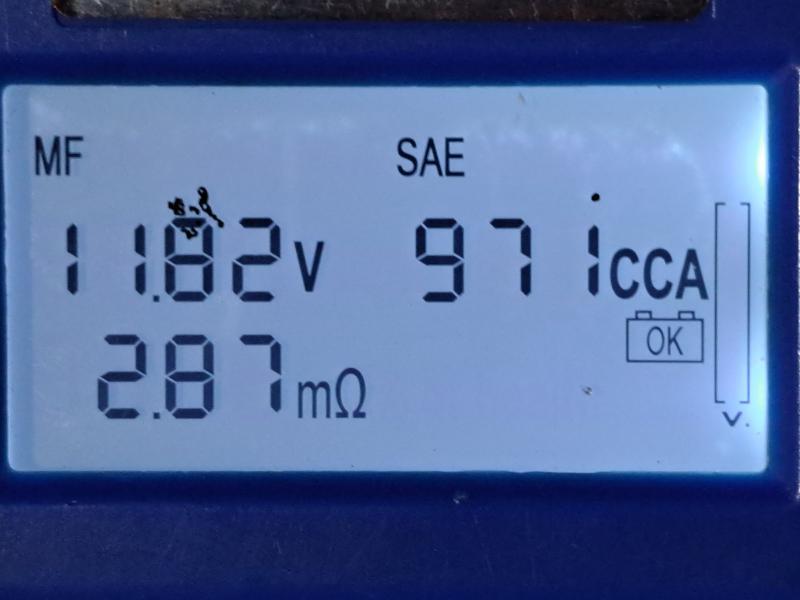 MF SAE
11.82V 971CCA
OK
2.87mΩ
V.